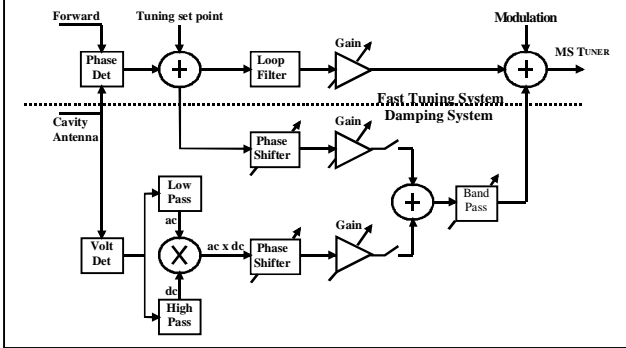 Forward
Tuning set point
Modulation
Phase
Det
+
Loop
Filter
Gain
+
MS TUNER
Fast Tuning System
Damping System
Cavity
Antenna
Phase
Shifter
Gain
+
Band
Pass
Low
Pass
ac
Volt
Det
X
ac x dc
Phase
Shifter
Gain
dc
High
Pass